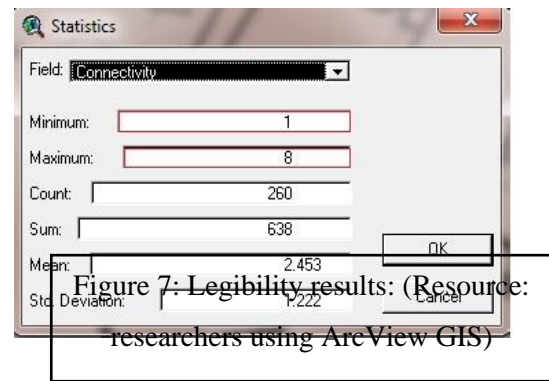 Statistics
Field: Connectivity
Minimum: 1
Maximum: 8
Count: 260
Sum: 638
OK
Mean: 2.453
Figure 7: Legibility results: (Resource:
Std. Deviation: 1.222 Cancel
researchers using ArcView GIS)